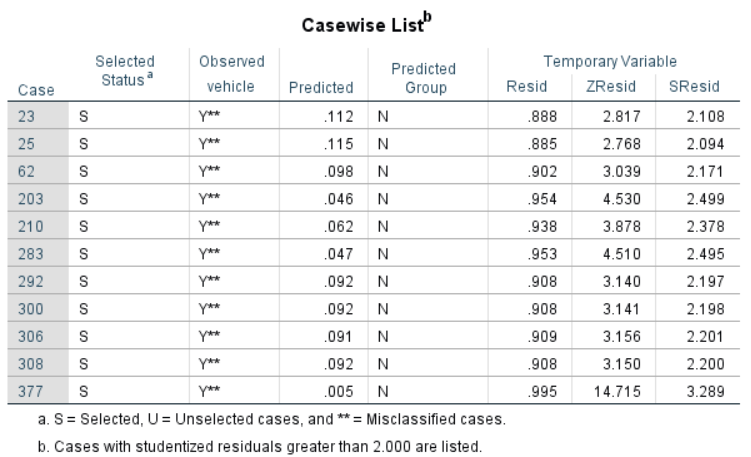 Casewise List b
Case Selected Status a Observed vehicle Predicted Predicted Group Temporary Variable
Resid ZResid SResid
23 S Y** .112 N .888 2.817 2.108
25 S Y** .115 N .885 2.768 2.094
62 S Y** .098 N .902 3.039 2.171
203 S Y** .046 N .954 4.530 2.499
210 S Y** .062 N .938 3.878 2.378
283 S Y** .047 N .953 4.510 2.495
292 S Y** .092 N .908 3.140 2.197
300 S Y** .092 N .908 3.141 2.198
306 S Y** .091 N .909 3.156 2.201
308 S Y** .092 N .908 3.150 2.200
377 S Y** .005 N .995 14.715 3.289
a. S = Selected, U = Unselected cases, and ** = Misclassified cases.
b. Cases with studentized residuals greater than 2.000 are listed.